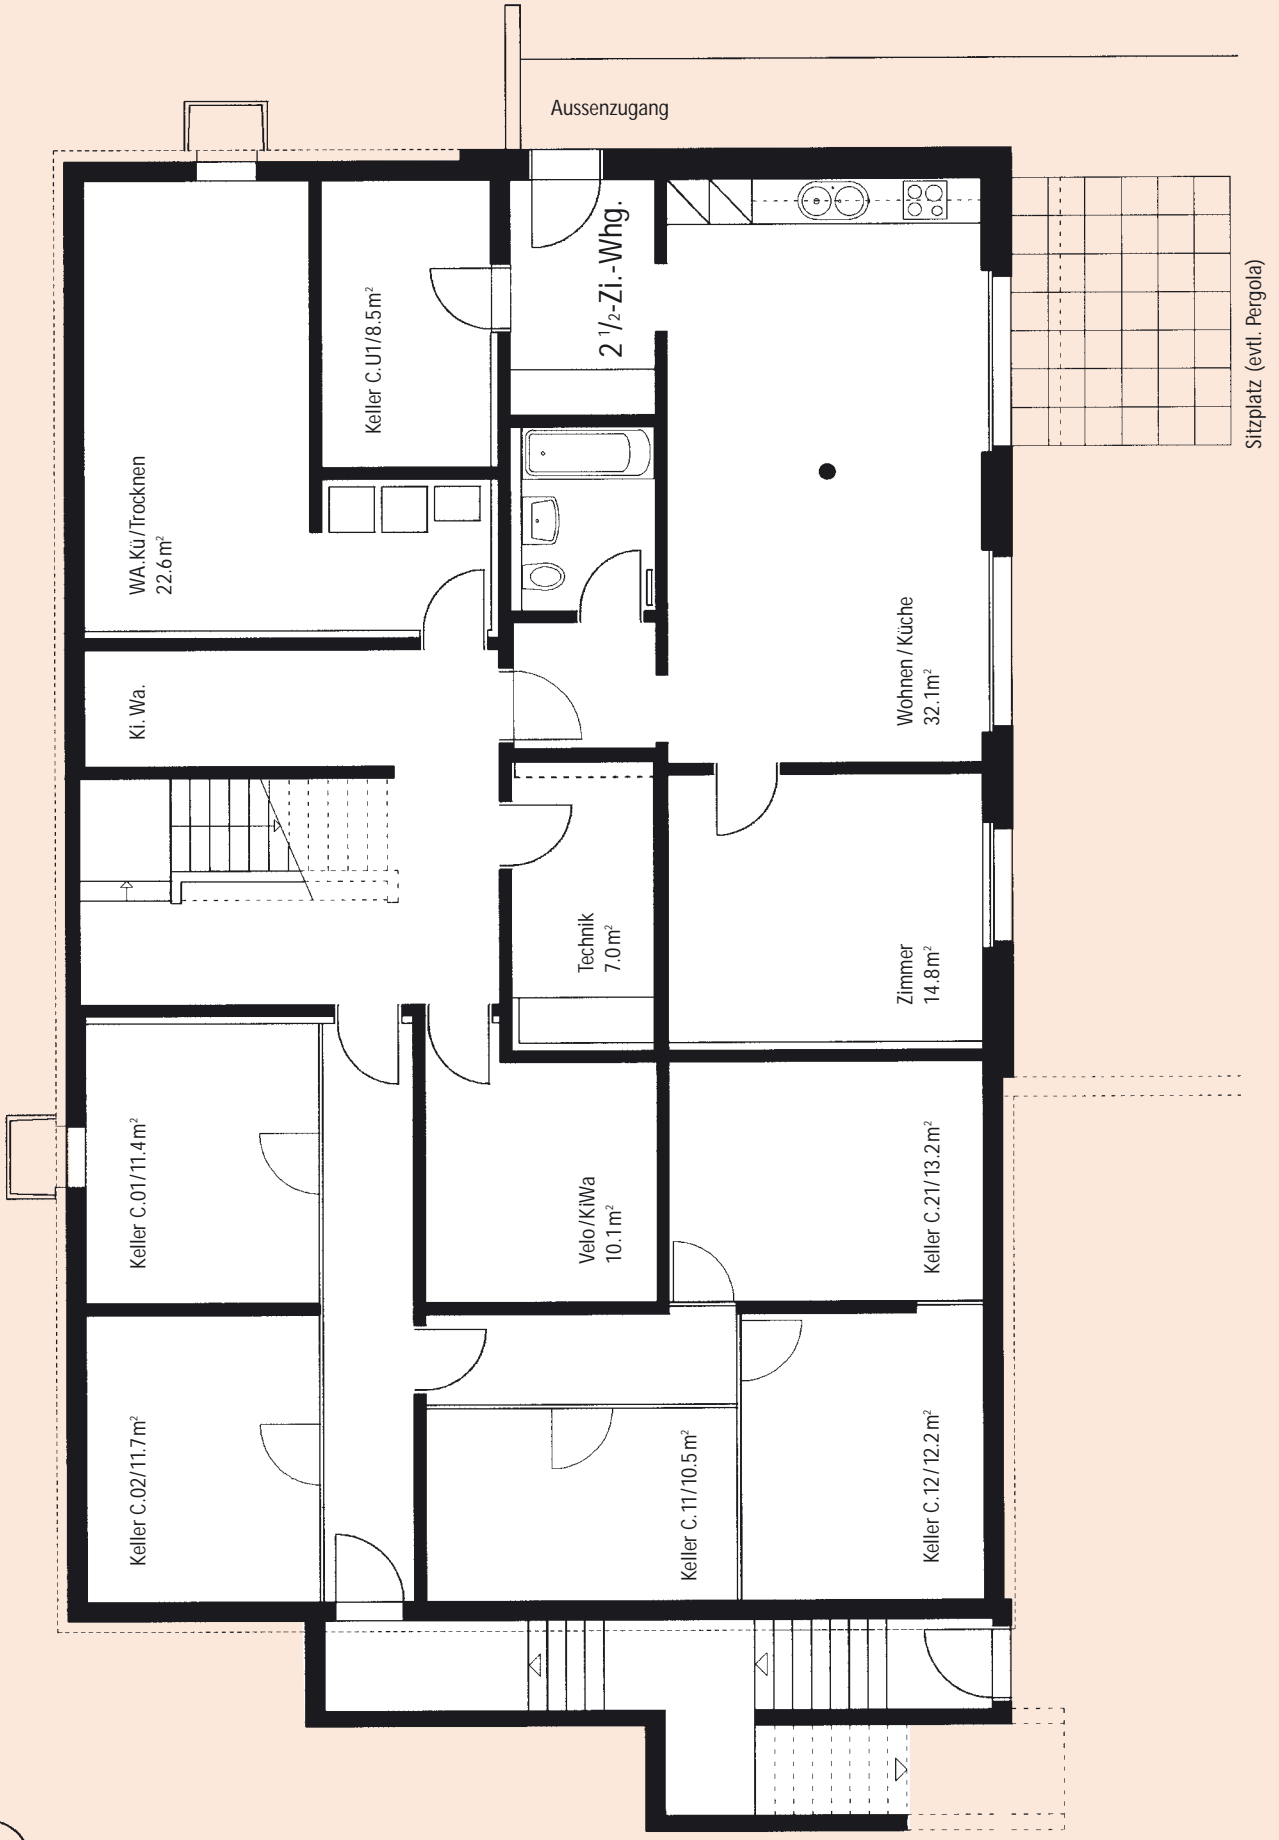 Aussenzugang
2 1/2-Zi.-Whg.
Keller C.U1/8.5m²
WA.Kü/Trocknen
22.6m²
Ki. Wa.
Sitzplatz (evtl. Pergola)
Wohnen / Küche
32.1m²
Technik
7.0m²
Zimmer
14.8m²
Keller C.01/11.4m²
Velo/KiWa
10.1m²
Keller C.21/13.2m²
Keller C.02/11.7m²
Keller C.11/10.5m²
Keller C.12/12.2m²